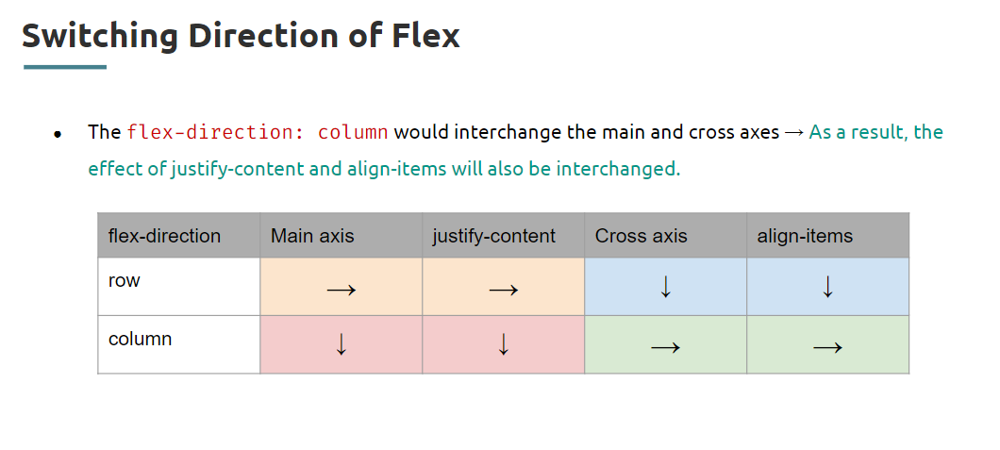 Switching Direction of Flex
● The flex-direction: column would interchange the main and cross axes → As a result, the
effect of justify-content and align-items will also be interchanged.
flex-direction Main axis justify-content Cross axis align-items
row → → ↓ ↓
column ↓ ↓ → →